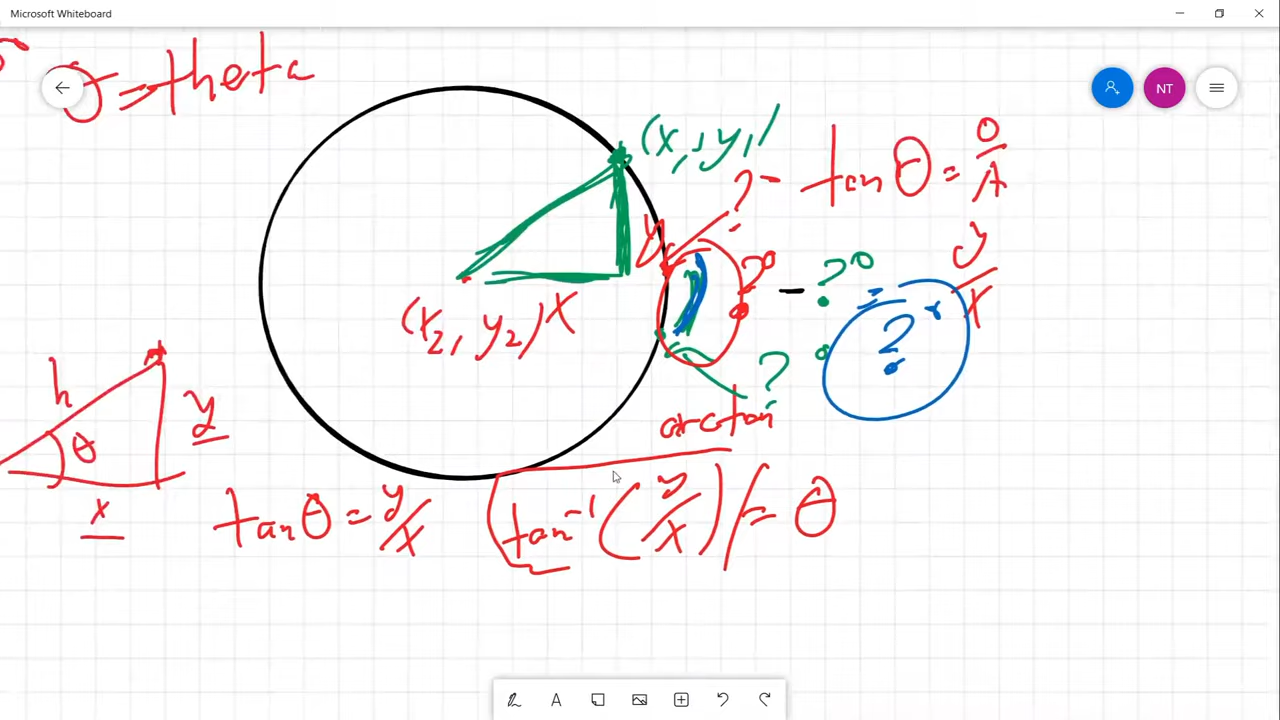 Microsoft Whiteboard
θ ⇒ theta
(x₁, y₁)
?
tan θ = O/A
y
?° − ?° = ?ʳ
y/x
(x₂, y₂)
x
?
h
θ
y
x
arctan
tan θ = y/x
tan⁻¹(y/x) = θ
NT
A